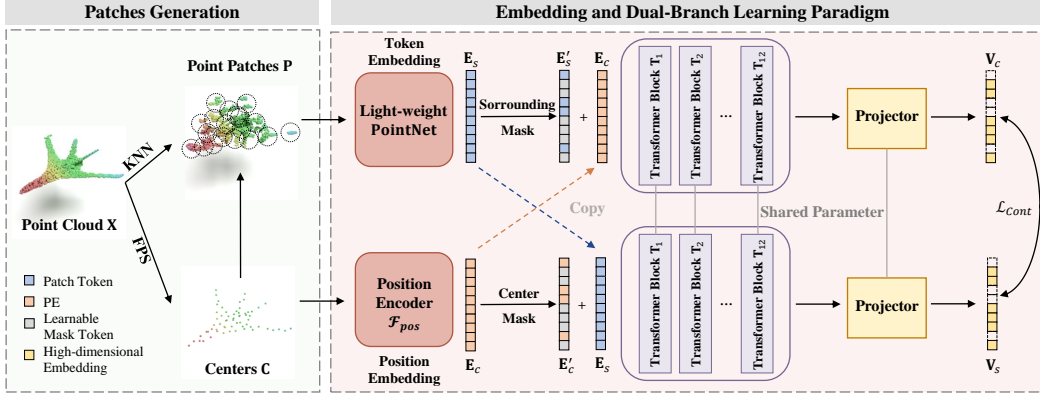 Patches Generation
Point Patches P
KNN
Point Cloud X
FPS
Patch Token
PE
Learnable
Mask Token
High-dimensional
Embedding
Centers C
Embedding and Dual-Branch Learning Paradigm
Token
Embedding
Light-weight
PointNet
E_s
Sorrounding
Mask
E'_s
+
E_c
Transformer Block T_1
Transformer Block T_2
...
Transformer Block T_12
Projector
V_c
Copy
Shared Parameter
ℒ_Cont
Position
Encoder
ℱ_pos
Position
Embedding
E_c
Center
Mask
E'_c
+
E_s
Transformer Block T_1
Transformer Block T_2
...
Transformer Block T_12
Projector
V_s